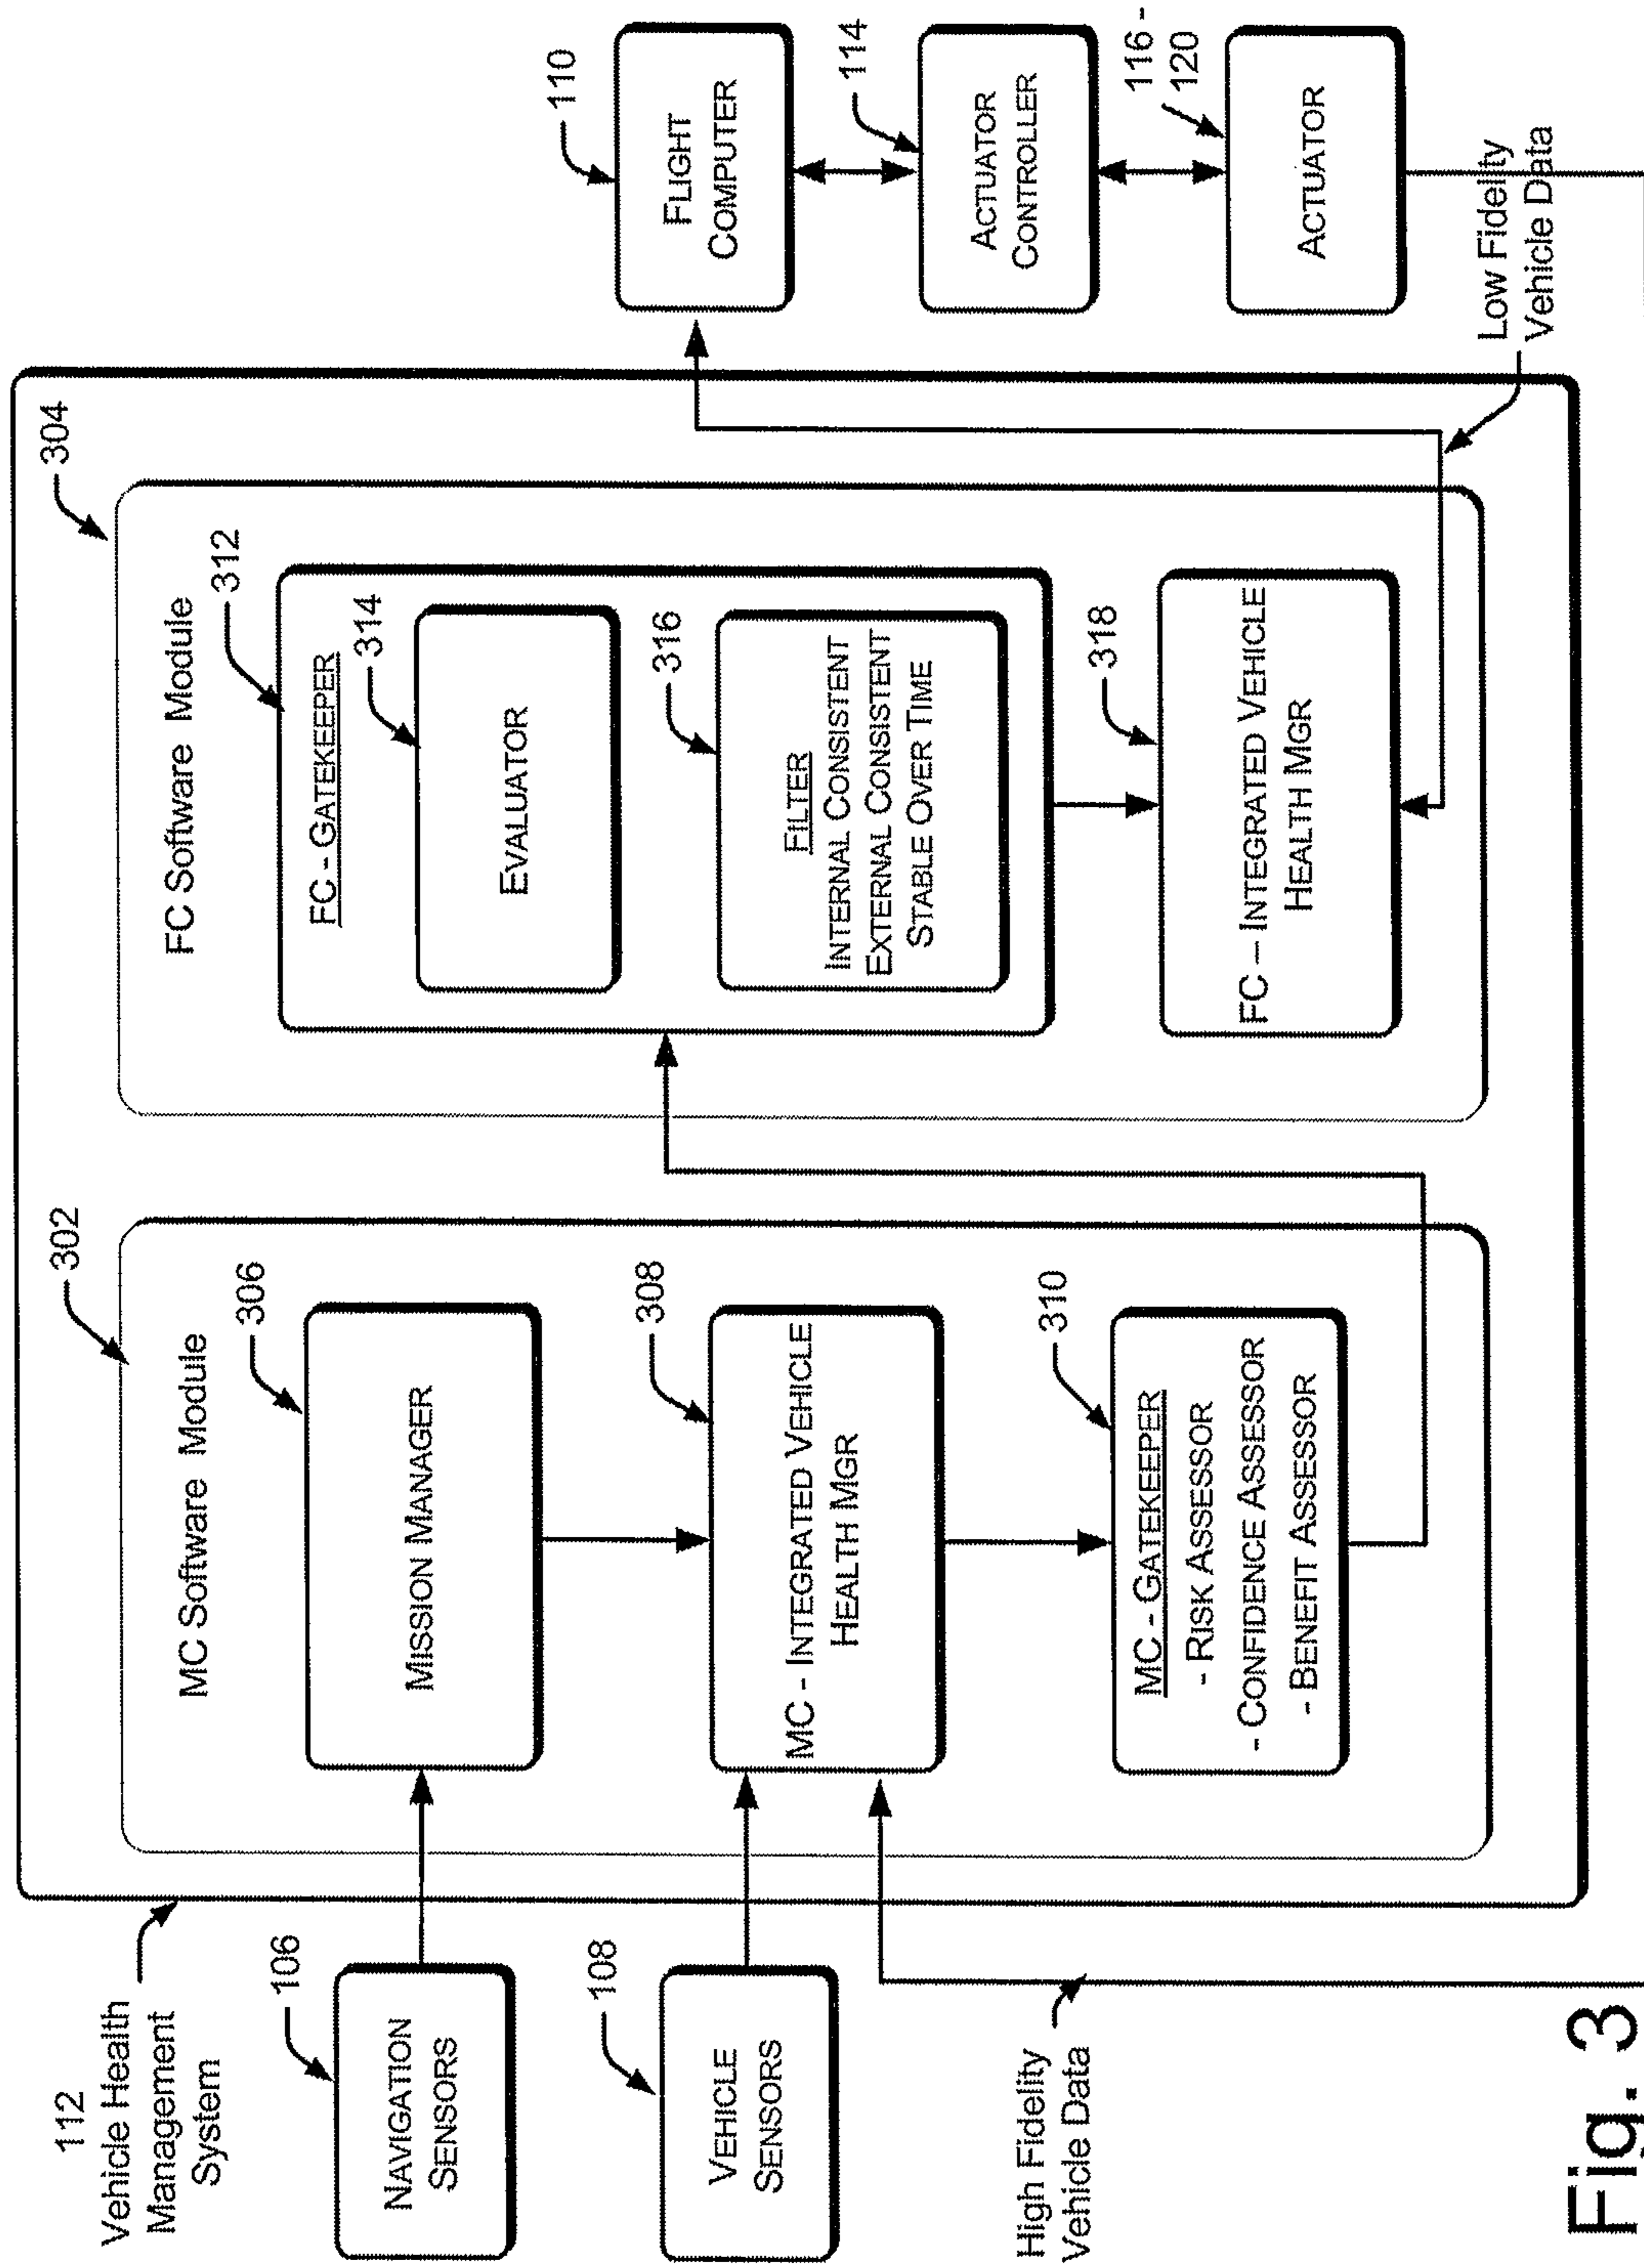 112
Vehicle Health
Management
System
106
NAVIGATION
SENSORS
108
VEHICLE
SENSORS
High Fidelity
Vehicle Data
302
MC Software Module
306
MISSION MANAGER
308
MC - INTEGRATED VEHICLE
HEALTH MGR
310
MC - GATEKEEPER
- RISK ASSESSOR
- CONFIDENCE ASSESSOR
- BENEFIT ASSESSOR
304
FC Software Module
312
FC - GATEKEEPER
314
EVALUATOR
316
FILTER
INTERNAL CONSISTENT
EXTERNAL CONSISTENT
STABLE OVER TIME
318
FC – INTEGRATED VEHICLE
HEALTH MGR
110
FLIGHT
COMPUTER
114
ACTUATOR
CONTROLLER
116 -
120
ACTUATOR
Low Fidelity
Vehicle Data
Fig. 3